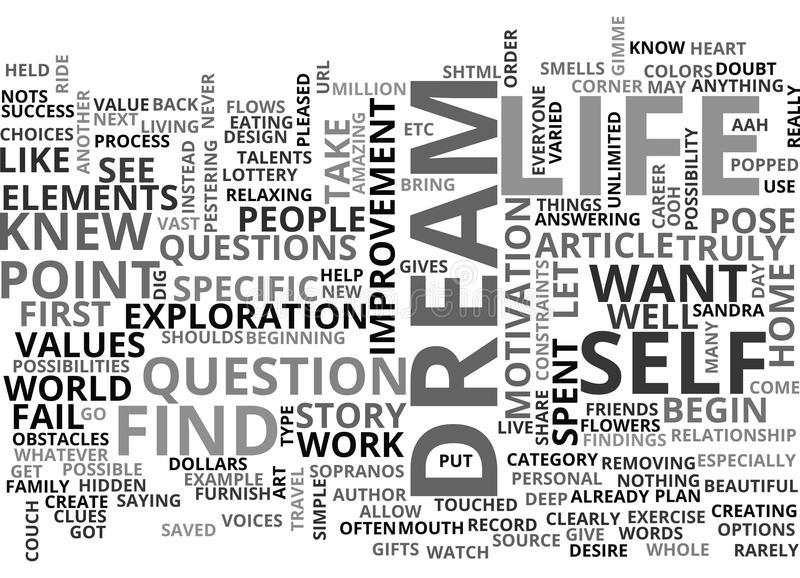 HELD
RIDE
NOTS
SUCCESS
ANOTHER
VALUE
BACK
NEVER
NEXT
LIVING
CHOICES
PROCESS
LIKE
SEE
INSTEAD
PESTERING
ELEMENTS
VAST
KNEW
POINT
DIG
FLOWS
EATING
DESIGN
PLEASED
URL
TALENTS
LOTTERY
RELAXING
PEOPLE
QUESTIONS
SPECIFIC
HELP
NEW
MILLION
AMAZING
TAKE
IMPROVEMENT
SHTML
ETC
BRING
GIVES
DREAM
ORDER
LIFE
SMELLS
GIMME
KNOW
HEART
COLORS
DOUBT
CORNER
MAY
ANYTHING
REALLY
EVERYONE
VARIED
UNLIMITED
AAH
POPPED
CAREER
OOH
POSSIBILITY
USE
THINGS
ANSWERING
POSE
ARTICLE
TRULY
MOTIVATION
CONSTRAINTS
LET
WANT
WELL
SANDRA
DAY
HOME
MANY
FIRST
EXPLORATION
SHOULDS
BEGINNING
VALUES
POSSIBILITIES
WORLD
QUESTION
SELF
COME
FAIL
GO
FIND
TYPE
STORY
WORK
SPENT
SHARE
LIVE
FRIENDS
BEGIN
FLOWERS
FINDINGS
RELATIONSHIP
OBSTACLES
WHATEVER
GET
POSSIBLE
DOLLARS
EXAMPLE
FURNISH
ART
TRAVEL
SIMPLE
SOPRANOS
PUT
CATEGORY
REMOVING
ESPECIALLY
FAMILY
HIDDEN
PERSONAL
NOTHING
BEAUTIFUL
COUCH
CREATE
SAYING
AUTHOR
ALLOW
TOUCHED
DEEP
ALREADY
PLAN
CLUES
GOT
SAVED
VOICES
OFTEN
MOUTH
RECORD
CLEARLY
EXERCISE
CREATING
SOURCE
GIVE
WORDS
OPTIONS
GIFTS
WATCH
DESIRE
WHOLE
RARELY